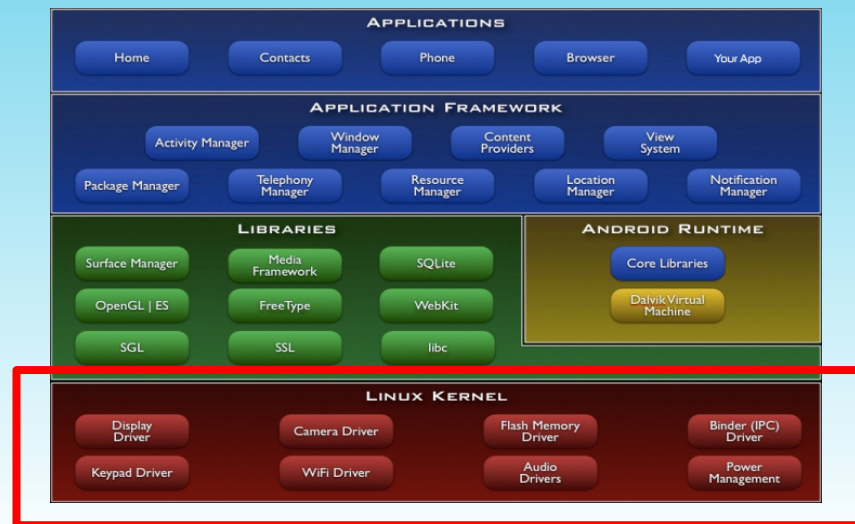 APPLICATIONS
Home
Contacts
Phone
Browser
Your App
APPLICATION FRAMEWORK
Activity Manager
Window
Manager
Content
Providers
View
System
Package Manager
Telephony
Manager
Resource
Manager
Location
Manager
Notification
Manager
LIBRARIES
Surface Manager
Media
Framework
SQLite
OpenGL | ES
FreeType
WebKit
SGL
SSL
libc
ANDROID RUNTIME
Core Libraries
Dalvik Virtual
Machine
LINUX KERNEL
Display
Driver
Camera Driver
Flash Memory
Driver
Binder (IPC)
Driver
Keypad Driver
WiFi Driver
Audio
Drivers
Power
Management